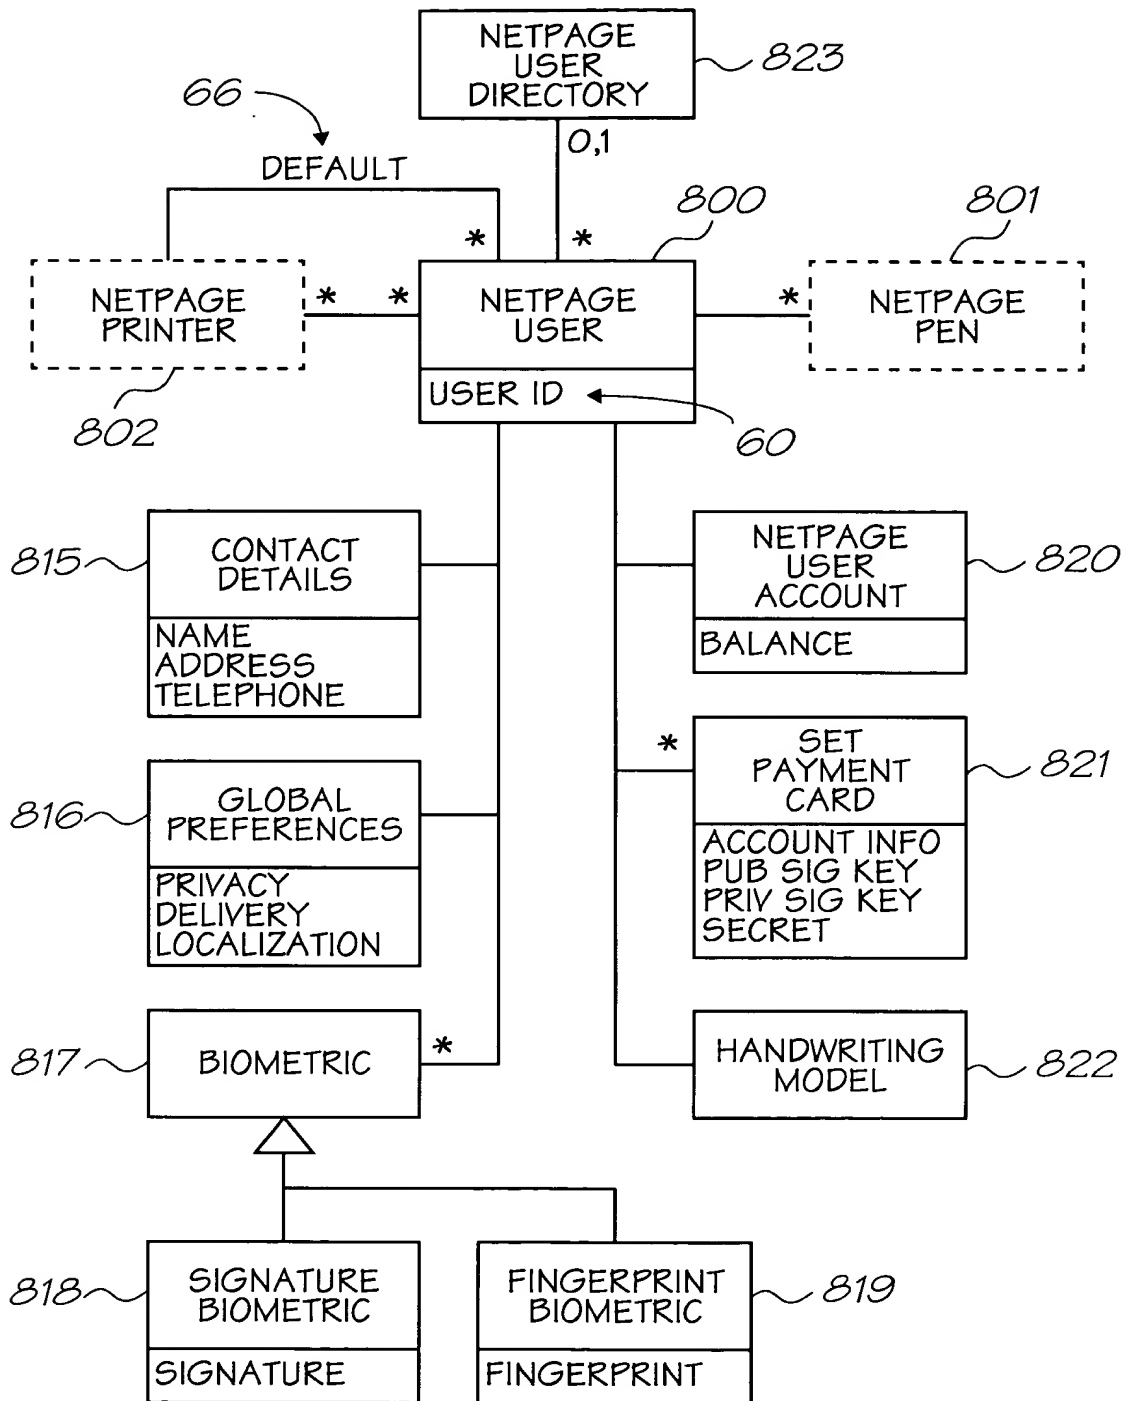 NETPAGE
USER
DIRECTORY
823
66
0,1
DEFAULT
800
801
*
*
NETPAGE
PRINTER
*
*
NETPAGE
USER
*
NETPAGE
PEN
802
USER ID
60
815
CONTACT
DETAILS
NAME
ADDRESS
TELEPHONE
NETPAGE
USER
ACCOUNT
820
BALANCE
816
GLOBAL
PREFERENCES
PRIVACY
DELIVERY
LOCALIZATION
*
SET
PAYMENT
CARD
821
ACCOUNT INFO
PUB SIG KEY
PRIV SIG KEY
SECRET
817
BIOMETRIC
*
HANDWRITING
MODEL
822
818
SIGNATURE
BIOMETRIC
SIGNATURE
FINGERPRINT
BIOMETRIC
819
FINGERPRINT